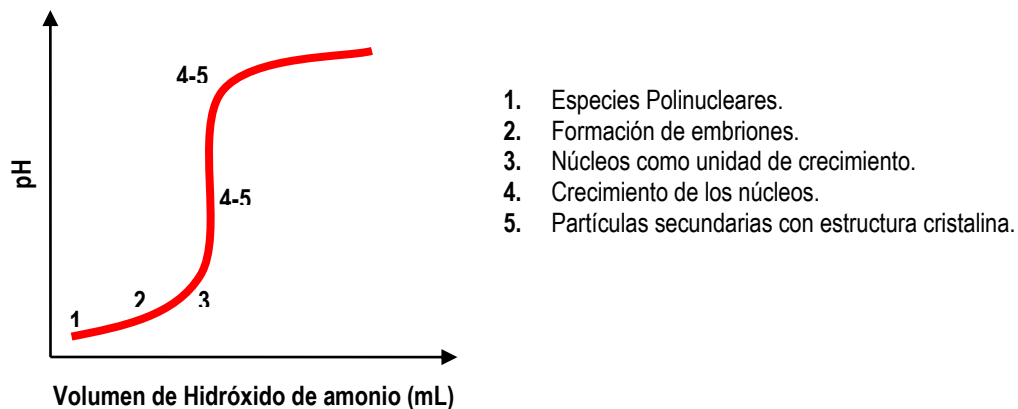 4-5
1. Especies Polinucleares.
2. Formación de embriones.
3. Núcleos como unidad de crecimiento.
4. Crecimiento de los núcleos.
5. Partículas secundarias con estructura cristalina.
pH
4-5
2
3
1
Volumen de Hidróxido de amonio (mL)